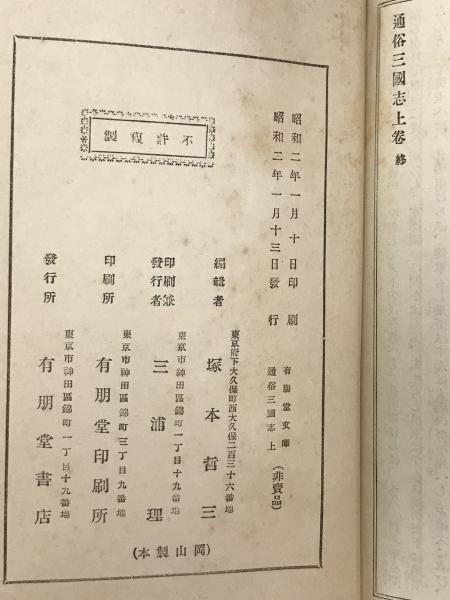 通俗三國志上卷 終
昭和二年一月十日印刷
昭和二年一月十三日發行
有朋堂文庫
通俗三國志上
(非賣品)
不許複製
編輯者
東京府下大久保町西大久保二百三十六番地
塚本哲三
印刷兼
發行者
東京市神田區錦町一丁目十九番地
三浦理
印刷所
東京市神田區錦町三丁目九番地
有朋堂印刷所
發行所
東京市神田區錦町一丁目十九番地
有朋堂書店
(岡山製本)